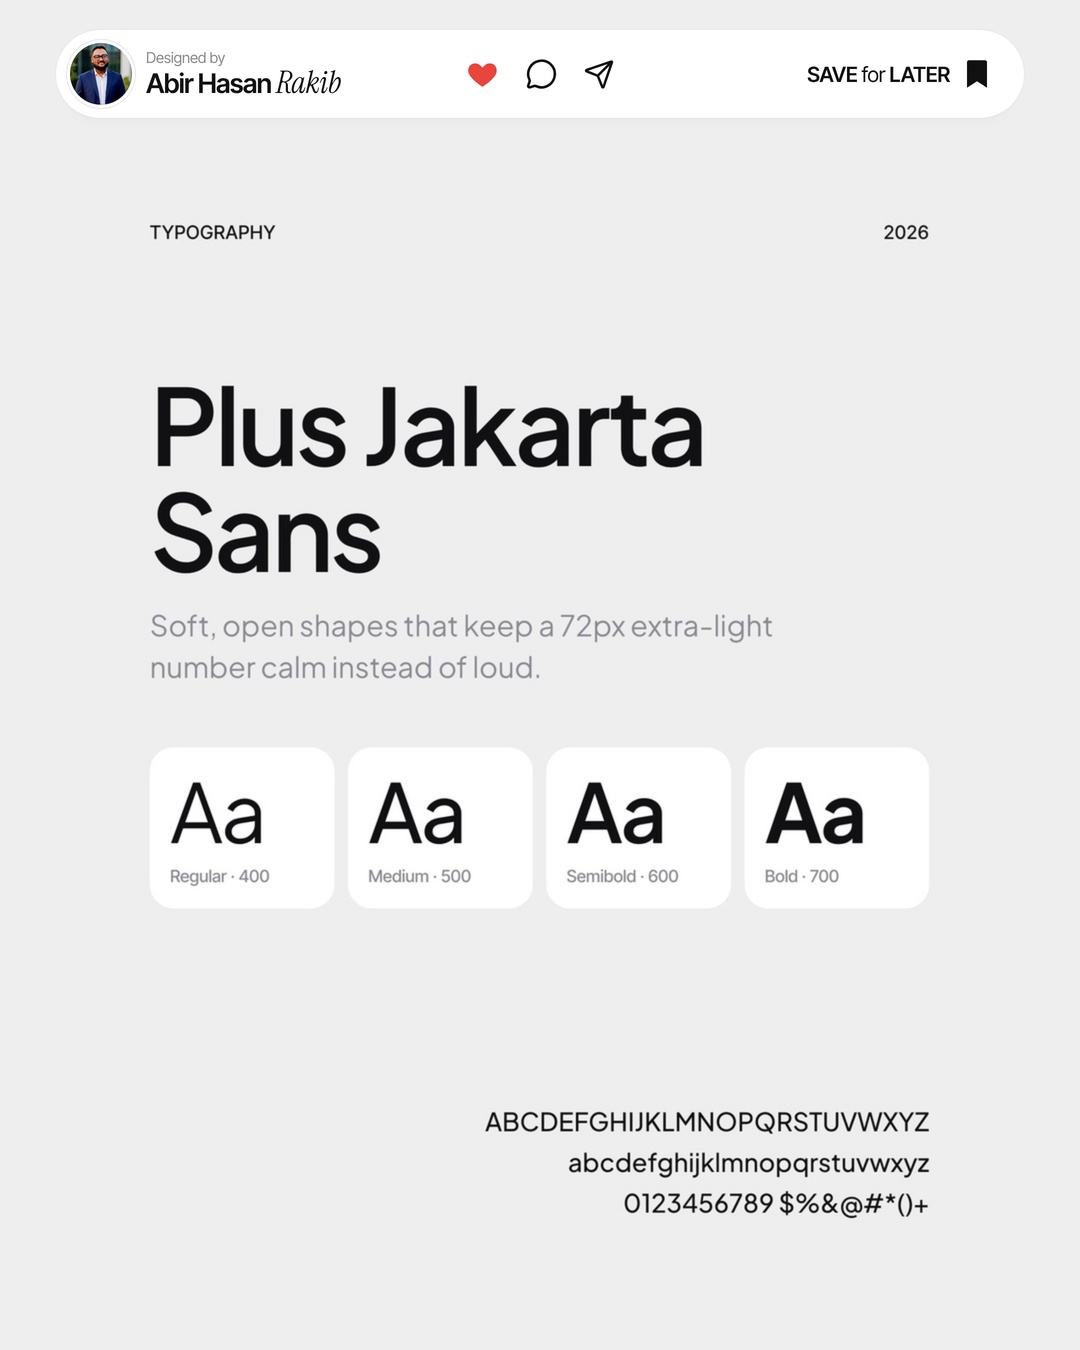 Designed by
Abir Hasan Rakib
SAVE for LATER
TYPOGRAPHY
2026
Plus Jakarta
Sans
Soft, open shapes that keep a 72px extra-light
number calm instead of loud.
Aa
Regular · 400
Aa
Medium · 500
Aa
Semibold · 600
Aa
Bold · 700
ABCDEFGHIJKLMNOPQRSTUVWXYZ
abcdefghijklmnopqrstuvwxyz
0123456789 $%&@#*()+